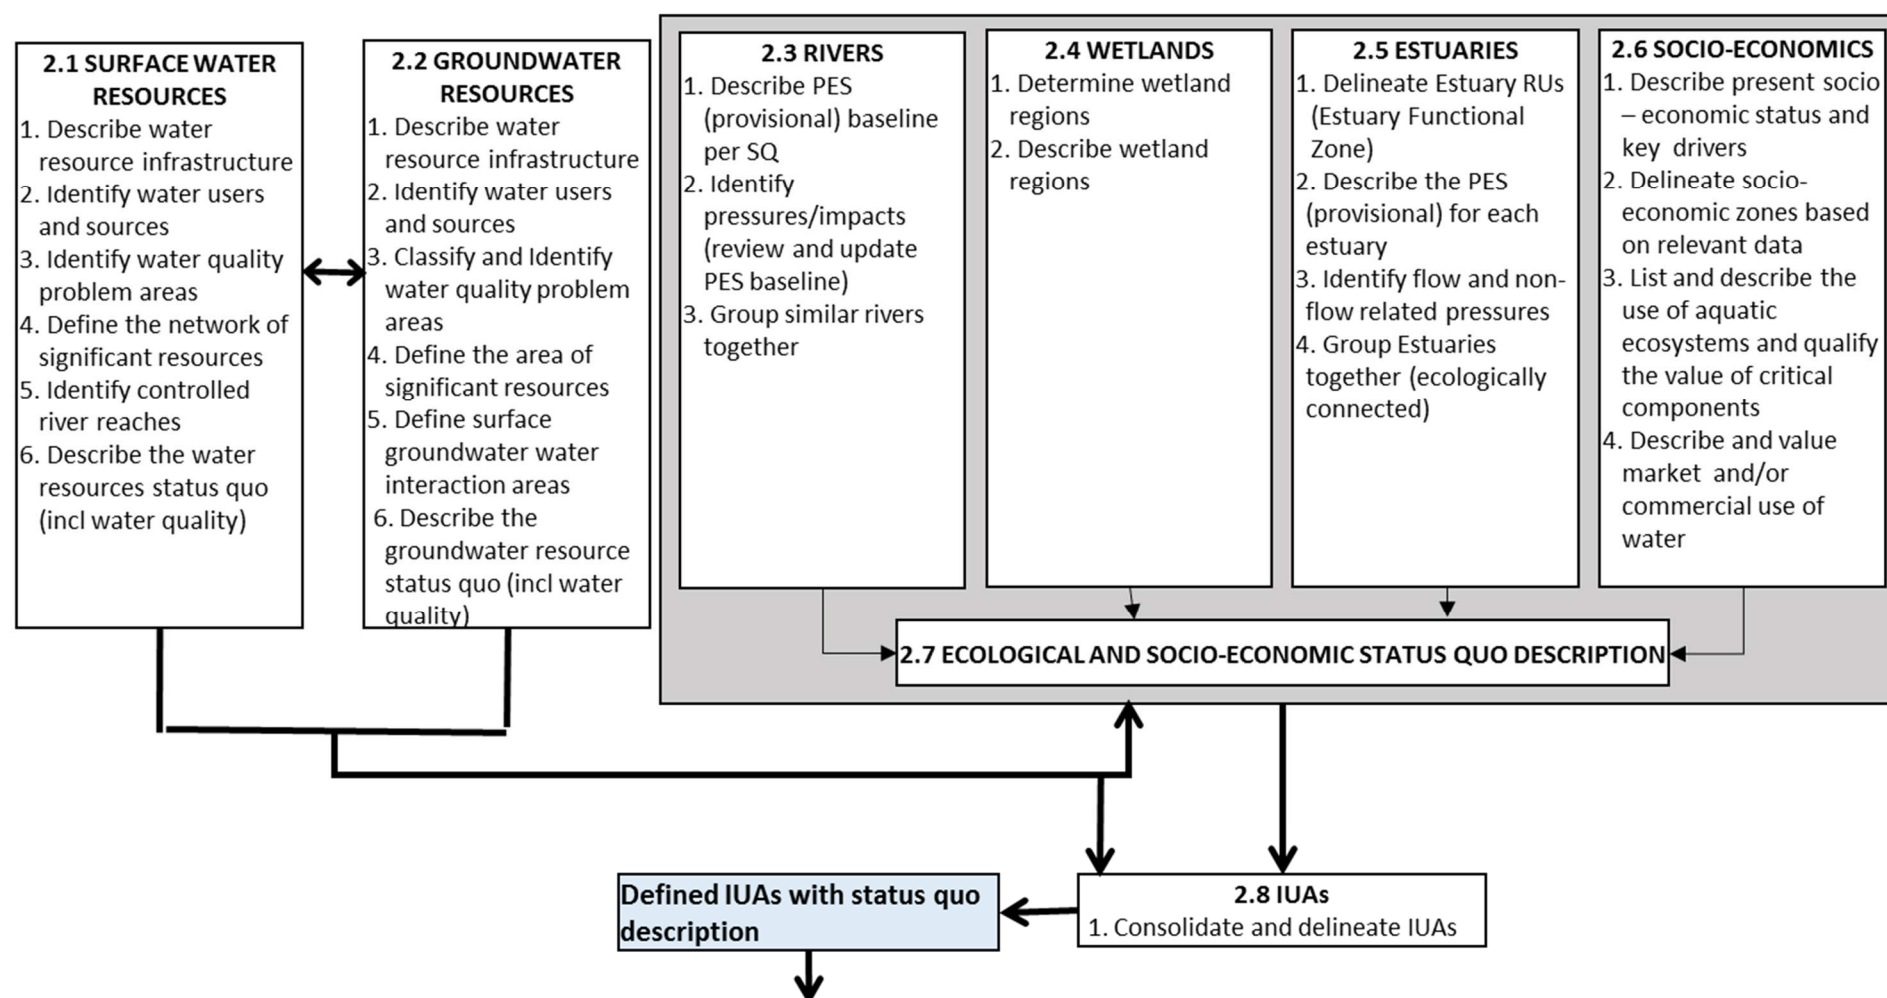 2.1 SURFACE WATER
RESOURCES
1. Describe water
resource infrastructure
2. Identify water users
and sources
3. Identify water quality
problem areas
4. Define the network of
significant resources
5. Identify controlled
river reaches
6. Describe the water
resources status quo
(incl water quality)
2.2 GROUNDWATER
RESOURCES
1. Describe water
resource infrastructure
2. Identify water users
and sources
3. Classify and Identify
water quality problem
areas
4. Define the area of
significant resources
5. Define surface
groundwater water
interaction areas
6. Describe the
groundwater resource
status quo (incl water
quality)
2.3 RIVERS
1. Describe PES
(provisional) baseline
per SQ
2. Identify
pressures/impacts
(review and update
PES baseline)
3. Group similar rivers
together
2.4 WETLANDS
1. Determine wetland
regions
2. Describe wetland
regions
2.5 ESTUARIES
1. Delineate Estuary RUs
(Estuary Functional
Zone)
2. Describe the PES
(provisional) for each
estuary
3. Identify flow and non-
flow related pressures
4. Group Estuaries
together (ecologically
connected)
2.6 SOCIO-ECONOMICS
1. Describe present socio
– economic status and
key drivers
2. Delineate socio-
economic zones based
on relevant data
3. List and describe the
use of aquatic
ecosystems and qualify
the value of critical
components
4. Describe and value
market and/or
commercial use of
water
2.7 ECOLOGICAL AND SOCIO-ECONOMIC STATUS QUO DESCRIPTION
2.8 IUAs
1. Consolidate and delineate IUAs
Defined IUAs with status quo
description